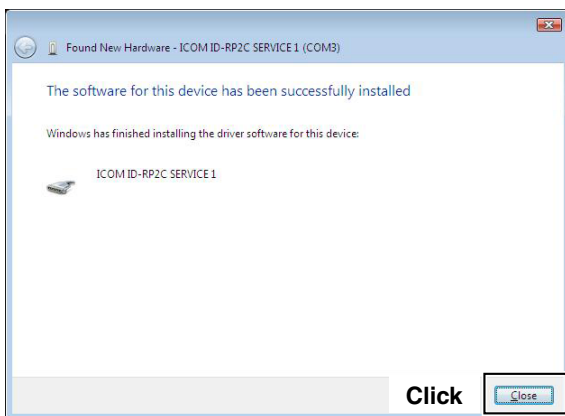 Found New Hardware - ICOM ID-RP2C SERVICE 1 (COM3)
The software for this device has been successfully installed
Windows has finished installing the driver software for this device:
ICOM ID-RP2C SERVICE 1
Click
Close